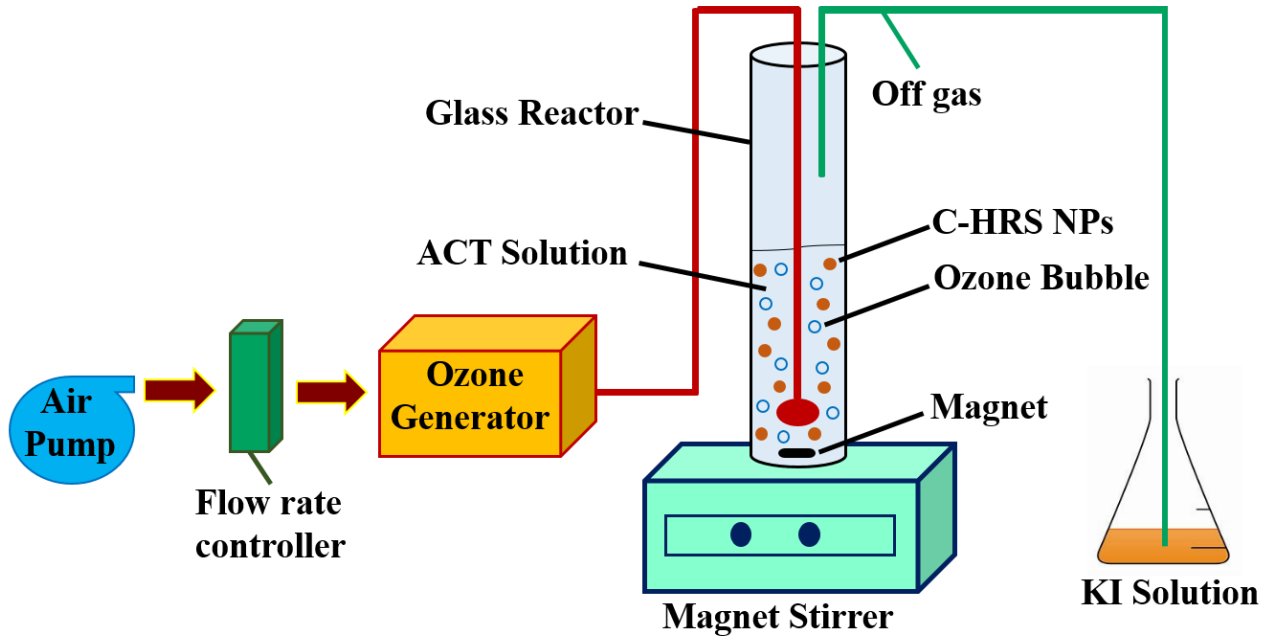 Off gas
Glass Reactor
C-HRS NPs
ACT Solution
Ozone Bubble
Ozone
Generator
Air
Pump
Magnet
Flow rate
controller
KI Solution
Magnet Stirrer